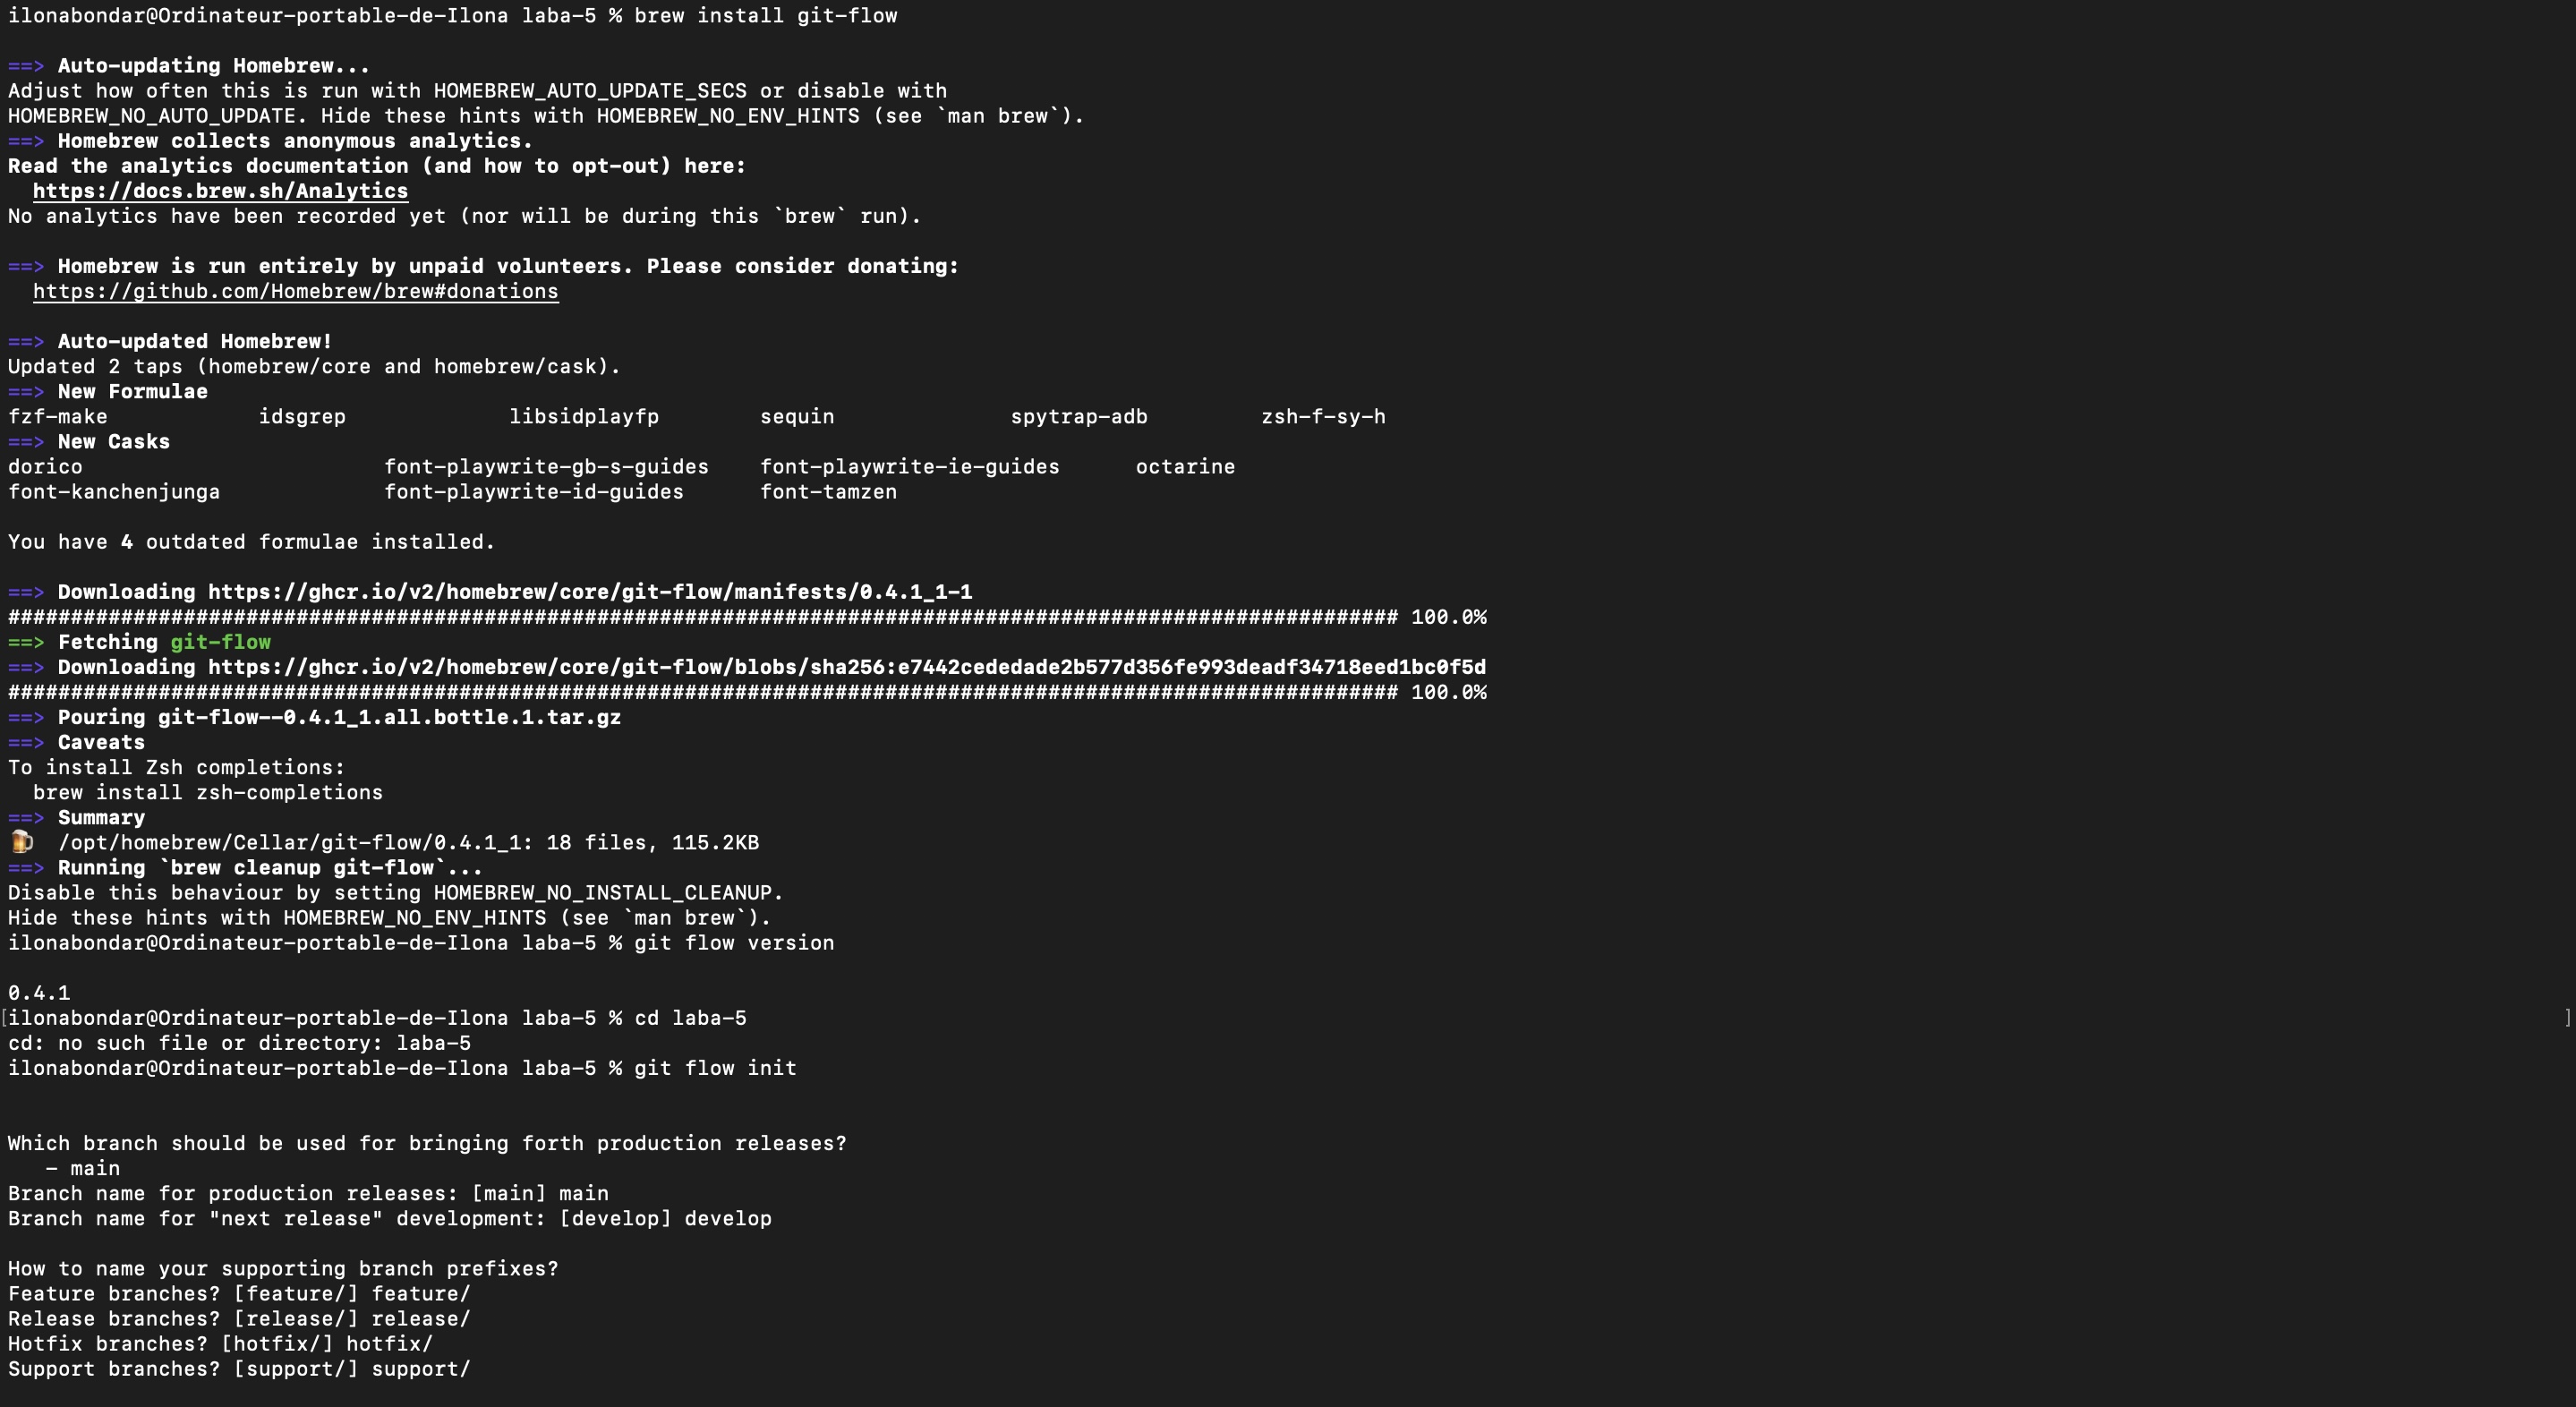 ilonabondar@Ordinateur-portable-de-Ilona laba-5 % brew install git-flow
==> Auto-updating Homebrew...
Adjust how often this is run with HOMEBREW_AUTO_UPDATE_SECS or disable with
HOMEBREW_NO_AUTO_UPDATE. Hide these hints with HOMEBREW_NO_ENV_HINTS (see `man brew`).
==> Homebrew collects anonymous analytics.
Read the analytics documentation (and how to opt-out) here:
  https://docs.brew.sh/Analytics
No analytics have been recorded yet (nor will be during this `brew` run).
==> Homebrew is run entirely by unpaid volunteers. Please consider donating:
  https://github.com/Homebrew/brew#donations
==> Auto-updated Homebrew!
Updated 2 taps (homebrew/core and homebrew/cask).
==> New Formulae
fzf-make            idsgrep             libsidplayfp        sequin              spytrap-adb         zsh-f-sy-h
==> New Casks
dorico                        font-playwrite-gb-s-guides    font-playwrite-ie-guides      octarine
font-kanchenjunga             font-playwrite-id-guides      font-tamzen
You have 4 outdated formulae installed.
==> Downloading https://ghcr.io/v2/homebrew/core/git-flow/manifests/0.4.1_1-1
############################################################################################################### 100.0%
==> Fetching git-flow
==> Downloading https://ghcr.io/v2/homebrew/core/git-flow/blobs/sha256:e7442cededade2b577d356fe993deadf34718eed1bc0f5d
############################################################################################################### 100.0%
==> Pouring git-flow--0.4.1_1.all.bottle.1.tar.gz
==> Caveats
To install Zsh completions:
  brew install zsh-completions
==> Summary
🍺  /opt/homebrew/Cellar/git-flow/0.4.1_1: 18 files, 115.2KB
==> Running `brew cleanup git-flow`...
Disable this behaviour by setting HOMEBREW_NO_INSTALL_CLEANUP.
Hide these hints with HOMEBREW_NO_ENV_HINTS (see `man brew`).
ilonabondar@Ordinateur-portable-de-Ilona laba-5 % git flow version
0.4.1
[ilonabondar@Ordinateur-portable-de-Ilona laba-5 % cd laba-5 ]
cd: no such file or directory: laba-5
ilonabondar@Ordinateur-portable-de-Ilona laba-5 % git flow init
Which branch should be used for bringing forth production releases?
   - main
Branch name for production releases: [main] main
Branch name for "next release" development: [develop] develop
How to name your supporting branch prefixes?
Feature branches? [feature/] feature/
Release branches? [release/] release/
Hotfix branches? [hotfix/] hotfix/
Support branches? [support/] support/